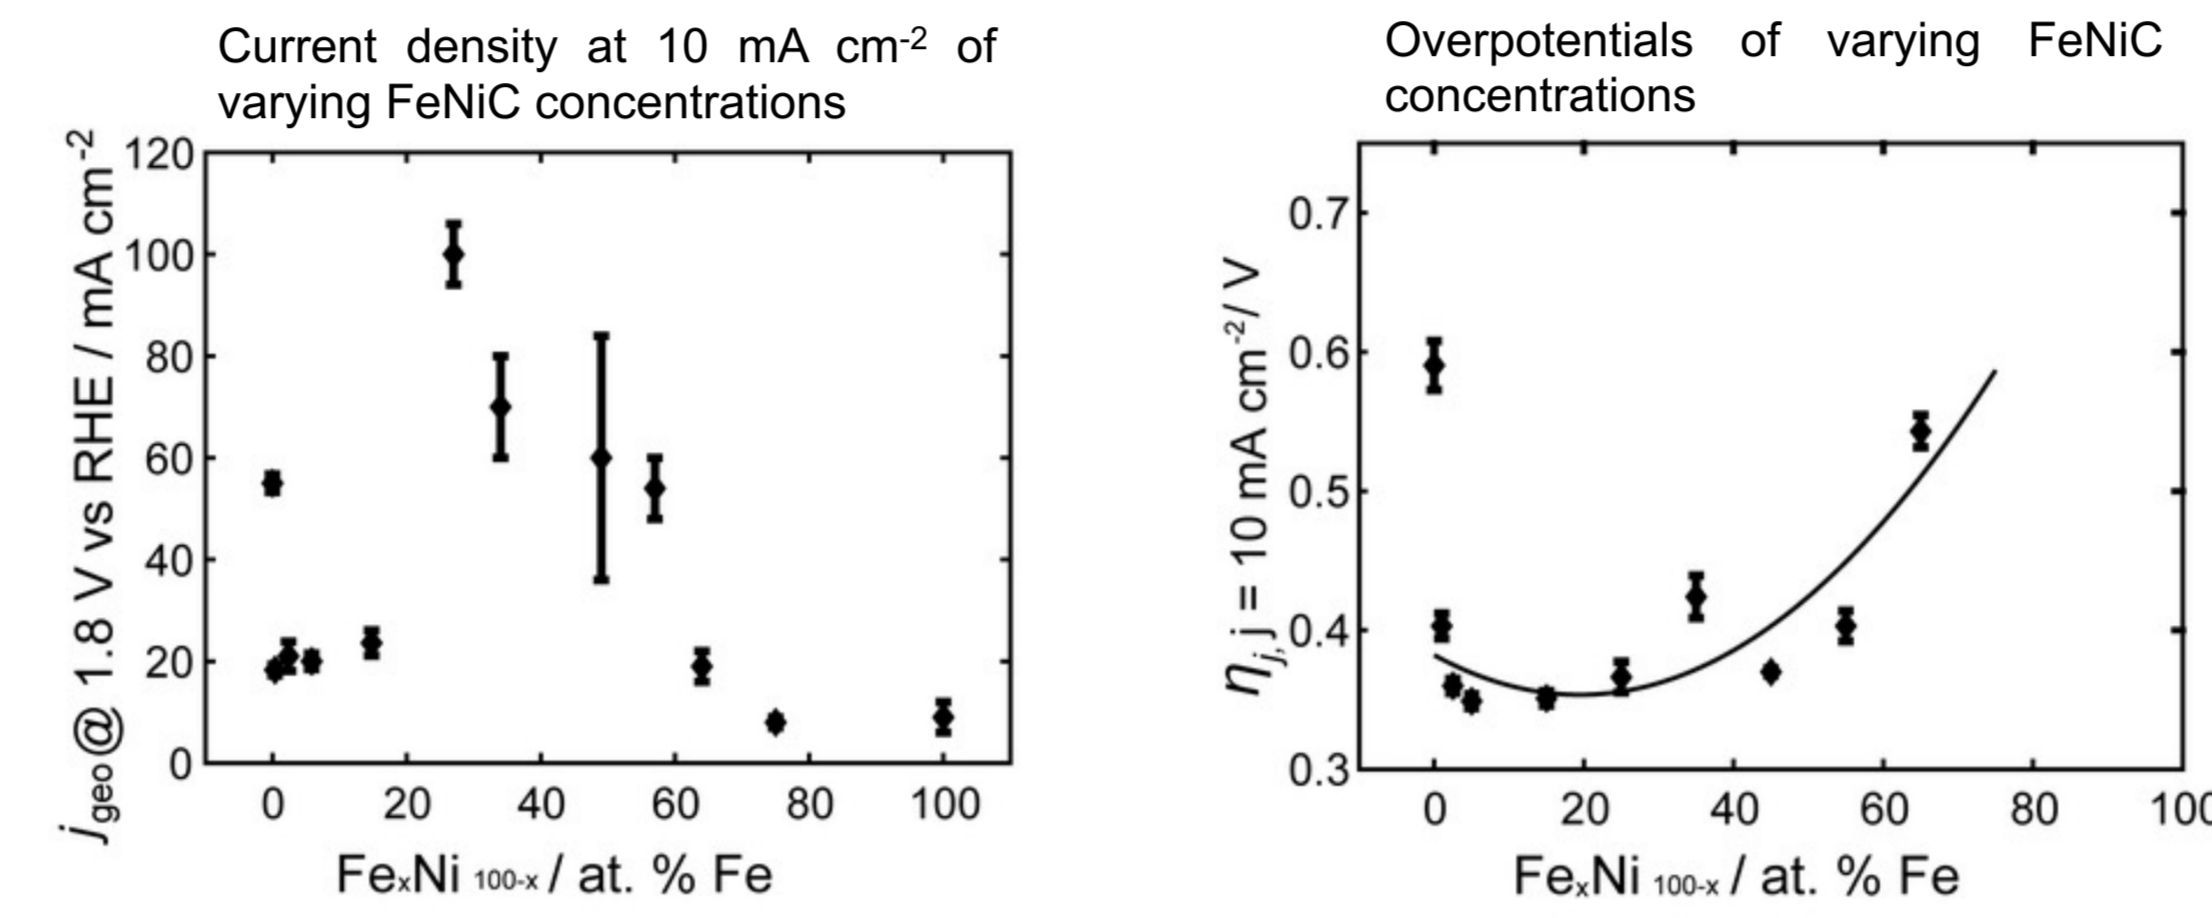 Current density at 10 mA cm-2 of
varying FeNiC concentrations
jgeo@ 1.8 V vs RHE / mA cm-2
120
100
80
60
40
20
0
0 20 40 60 80 100
FexNi 100-x / at. % Fe
Overpotentials of varying FeNiC
concentrations
ηj, j = 10 mA cm-2/ V
0.7
0.6
0.5
0.4
0.3
0 20 40 60 80 100
FexNi 100-x / at. % Fe